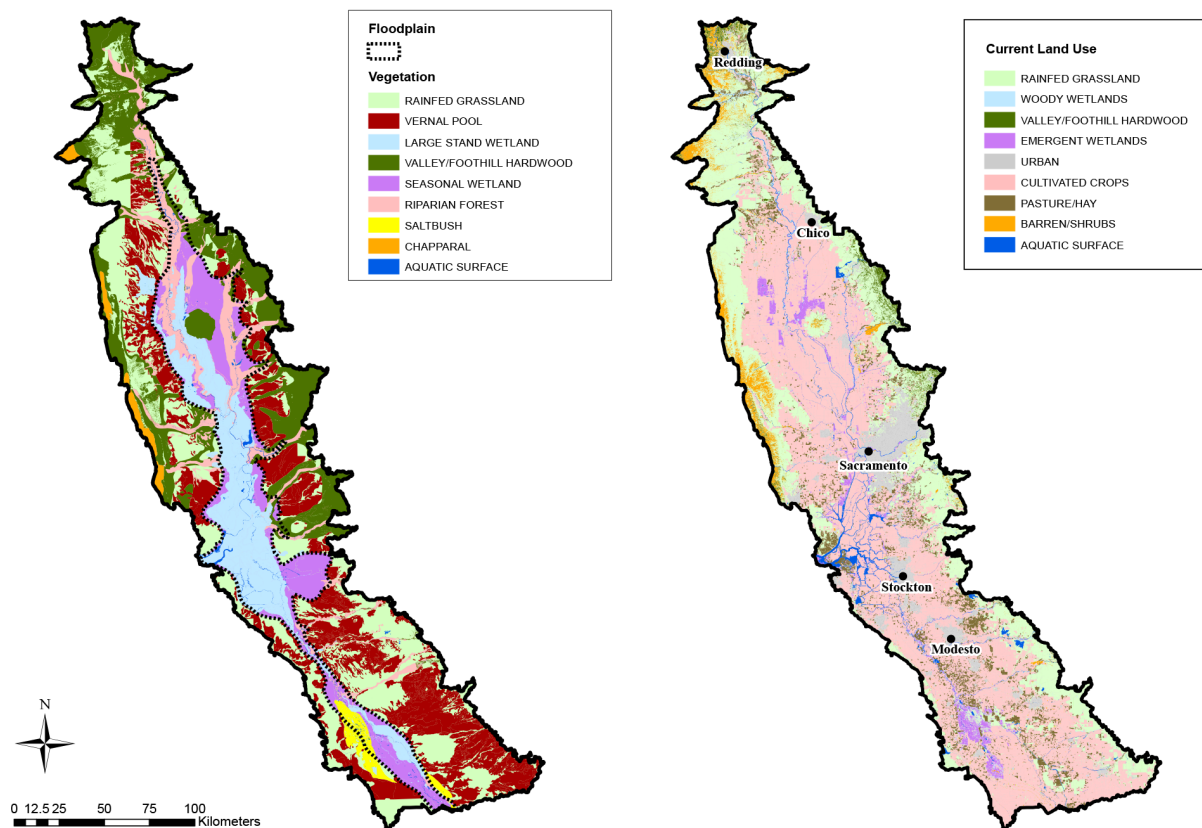 Floodplain
Vegetation
RAINFED GRASSLAND
VERNAL POOL
LARGE STAND WETLAND
VALLEY/FOOTHILL HARDWOOD
SEASONAL WETLAND
RIPARIAN FOREST
SALTBUSH
CHAPPARAL
AQUATIC SURFACE
N
0 12.5 25 50 75 100
Kilometers
Current Land Use
RAINFED GRASSLAND
WOODY WETLANDS
VALLEY/FOOTHILL HARDWOOD
EMERGENT WETLANDS
URBAN
CULTIVATED CROPS
PASTURE/HAY
BARREN/SHRUBS
AQUATIC SURFACE
Redding
Chico
Sacramento
Stockton
Modesto